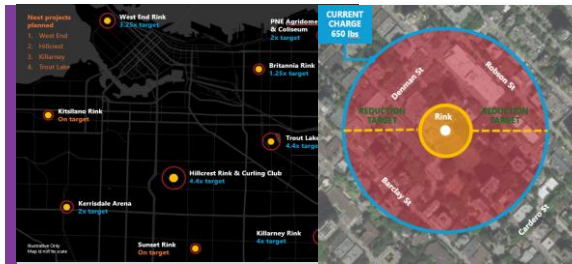 Next projects
planned
1. West End
2. Hillcrest
3. Killarney
4. Trout Lake
West End Rink
3.25x target
PNE Agridome
& Coliseum
2x target
Britannia Rink
1.25x target
Kitsilano Rink
On target
Trout Lake
4.4x target
Hillcrest Rink & Curling Club
4.4x target
Kerrisdale Arena
2x target
Killarney Rink
4x target
Sunset Rink
On target
Illustrative Only
Map is not to scale
CURRENT
CHARGE
650 lbs
Denman St
Robson St
Rink
REDUCTION
TARGET
REDUCTION
TARGET
Barclay St
Cardero St